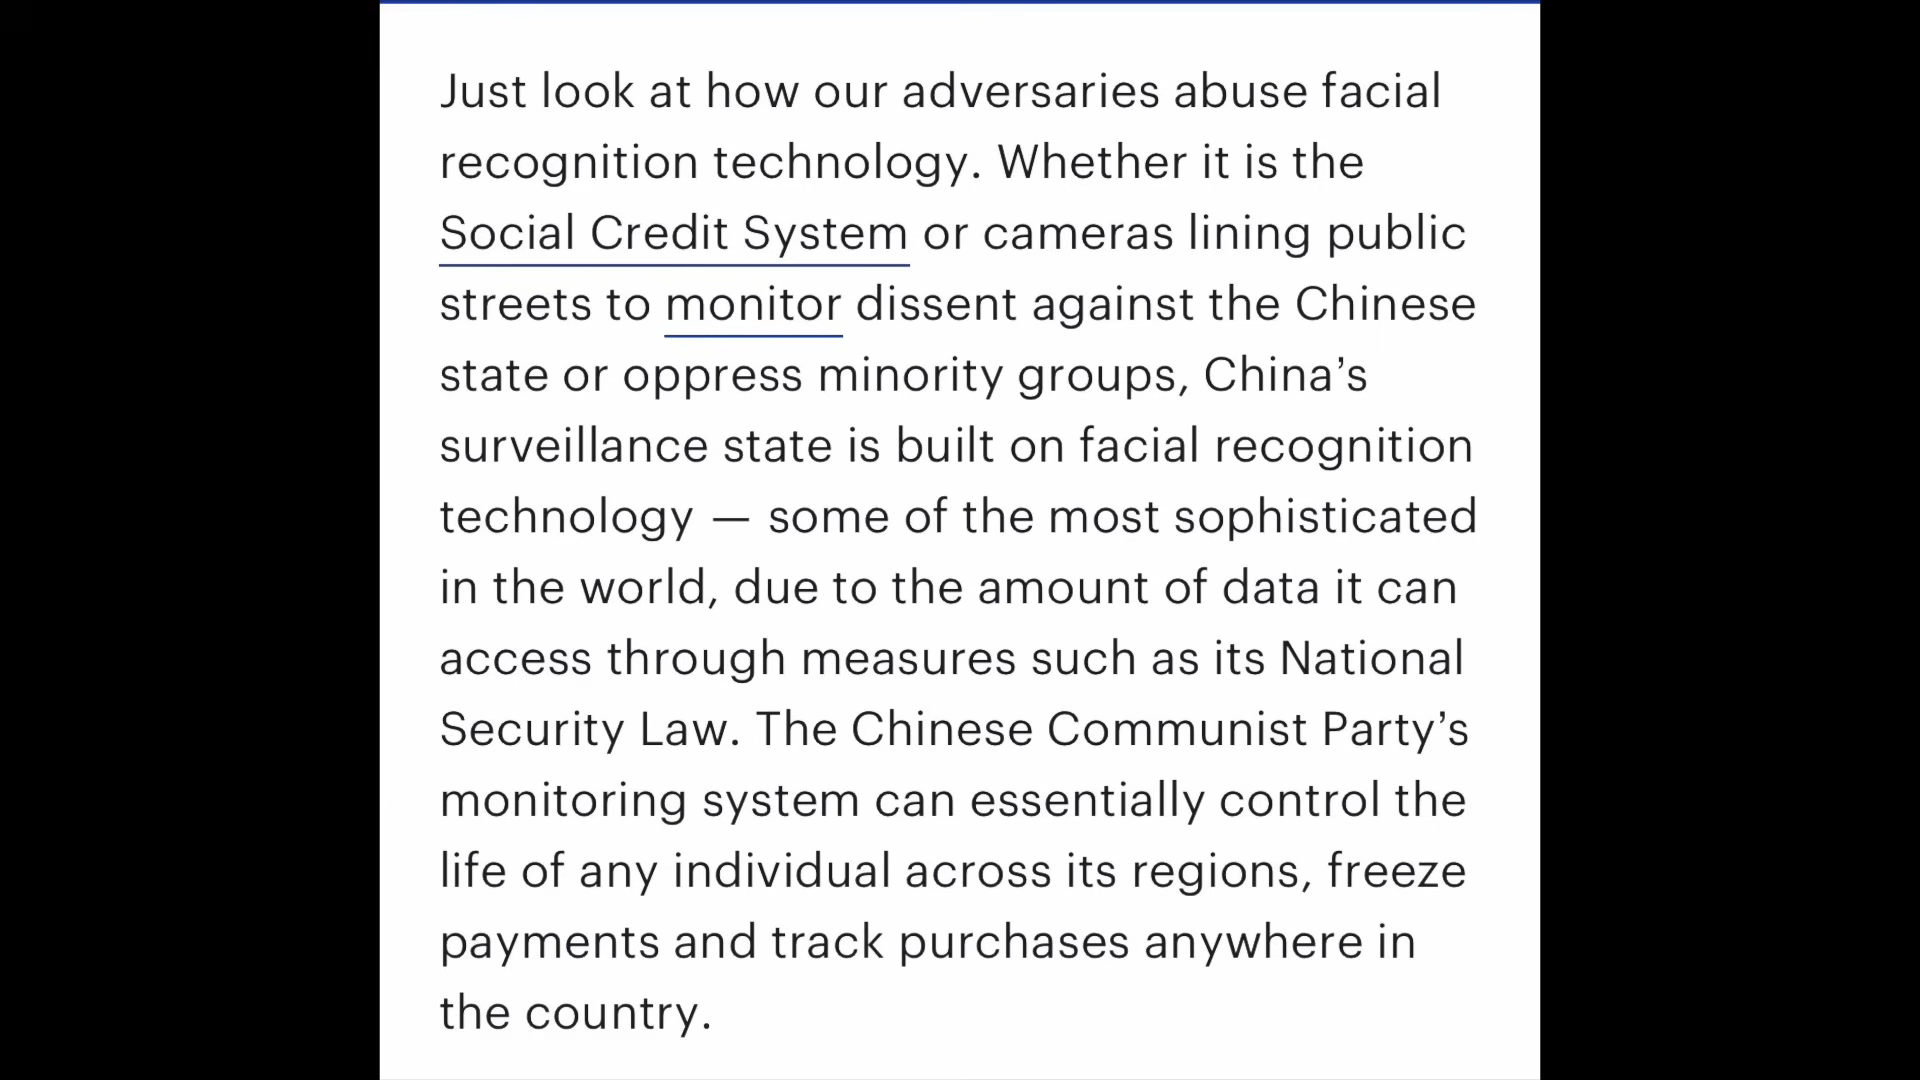 Just look at how our adversaries abuse facial
recognition technology. Whether it is the
Social Credit System or cameras lining public
streets to monitor dissent against the Chinese
state or oppress minority groups, China’s
surveillance state is built on facial recognition
technology — some of the most sophisticated
in the world, due to the amount of data it can
access through measures such as its National
Security Law. The Chinese Communist Party’s
monitoring system can essentially control the
life of any individual across its regions, freeze
payments and track purchases anywhere in
the country.